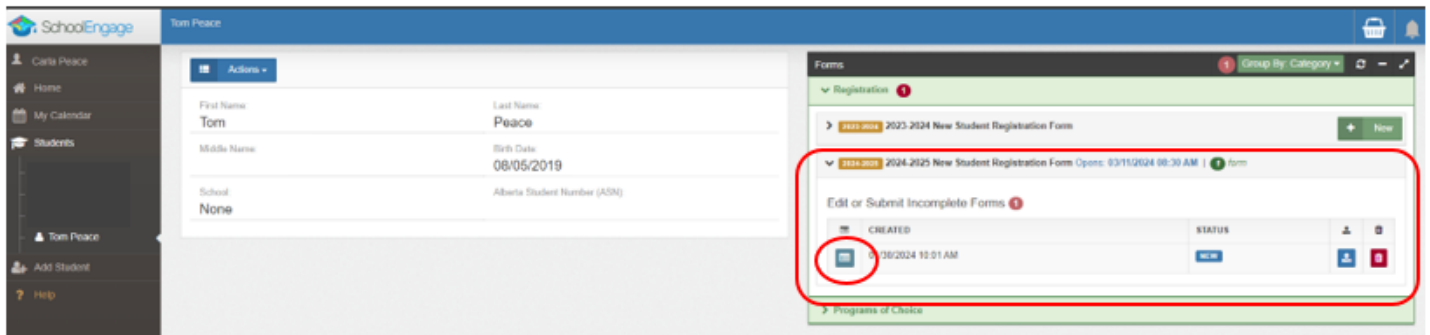 SchoolEngage
Tom Peace
Carla Peace
Home
My Calendar
Students
Tom Peace
Add Student
? Help
Actions
First Name:
Tom
Last Name:
Peace
Middle Name:
Birth Date:
08/05/2019
School:
None
Alberta Student Number (ASN)
Forms
1 Group By: Category
Registration 1
2023-2024 2023-2024 New Student Registration Form
+ New
2024-2025 2024-2025 New Student Registration Form Opens: 03/11/2024 08:30 AM | 1 form
Edit or Submit Incomplete Forms 1
CREATED STATUS
/30/2024 10:01 AM NEW
Programs of Choice